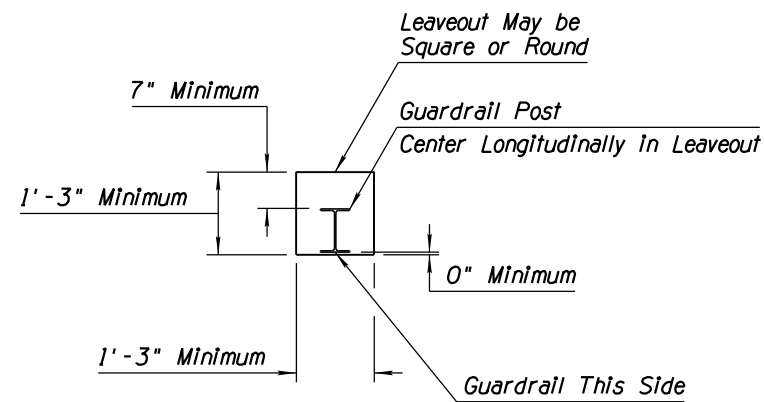 Leaveout May be
Square or Round
7" Minimum
Guardrail Post
Center Longitudinally in Leaveout
1'-3" Minimum
0" Minimum
1'-3" Minimum
Guardrail This Side